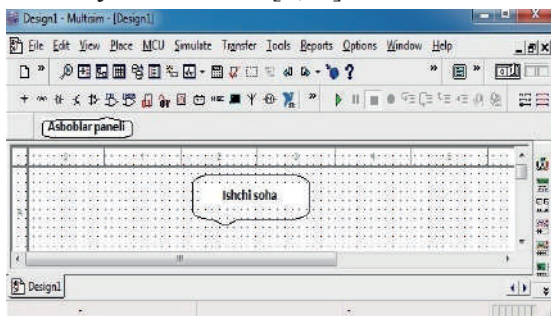 Design1 - Multisim - [Design1]
File Edit View Place MCU Simulate Transfer Tools Reports Options Window Help
Asboblar paneli
Ishchi soha
Design1